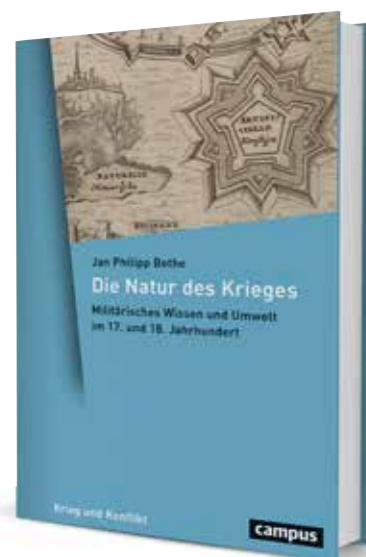 Jan Philipp Bothe
Die Natur des Krieges
Militärisches Wissen und Umwelt
im 17. und 18. Jahrhundert
Krieg und Konflikt
campus